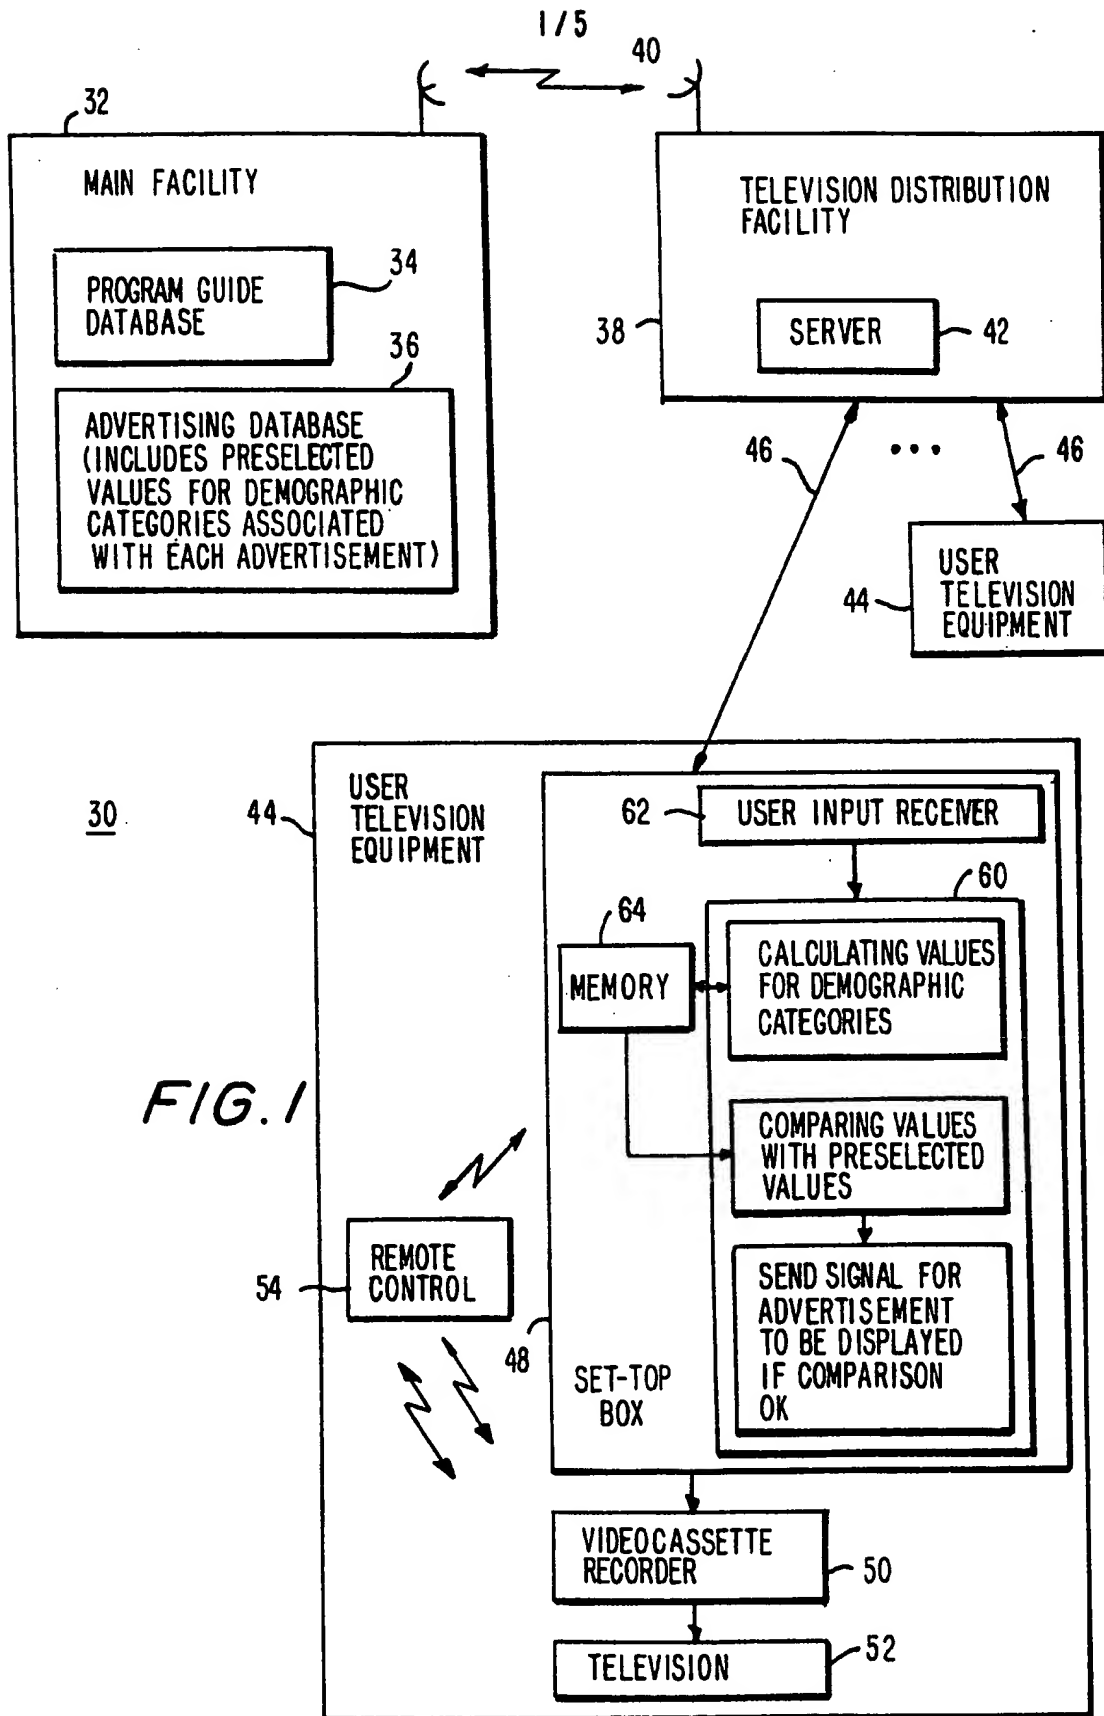 1/5
40
32
MAIN FACILITY
34
PROGRAM GUIDE
DATABASE
36
ADVERTISING DATABASE
(INCLUDES PRESELECTED
VALUES FOR DEMOGRAPHIC
CATEGORIES ASSOCIATED
WITH EACH ADVERTISEMENT)
TELEVISION DISTRIBUTION
FACILITY
38
SERVER
42
46
...
46
44
USER
TELEVISION
EQUIPMENT
30
44
USER
TELEVISION
EQUIPMENT
62
USER INPUT RECEIVER
60
64
MEMORY
CALCULATING VALUES
FOR DEMOGRAPHIC
CATEGORIES
FIG. 1
COMPARING VALUES
WITH PRESELECTED
VALUES
54
REMOTE
CONTROL
SEND SIGNAL FOR
ADVERTISEMENT
TO BE DISPLAYED
IF COMPARISON
OK
48
SET-TOP
BOX
VIDEOCASSETTE
RECORDER
50
TELEVISION
52